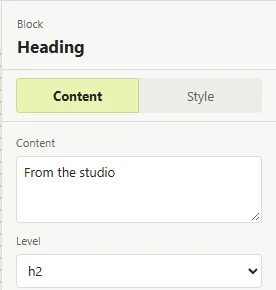 Block
Heading
Content
Style
Content
From the studio
Level
h2